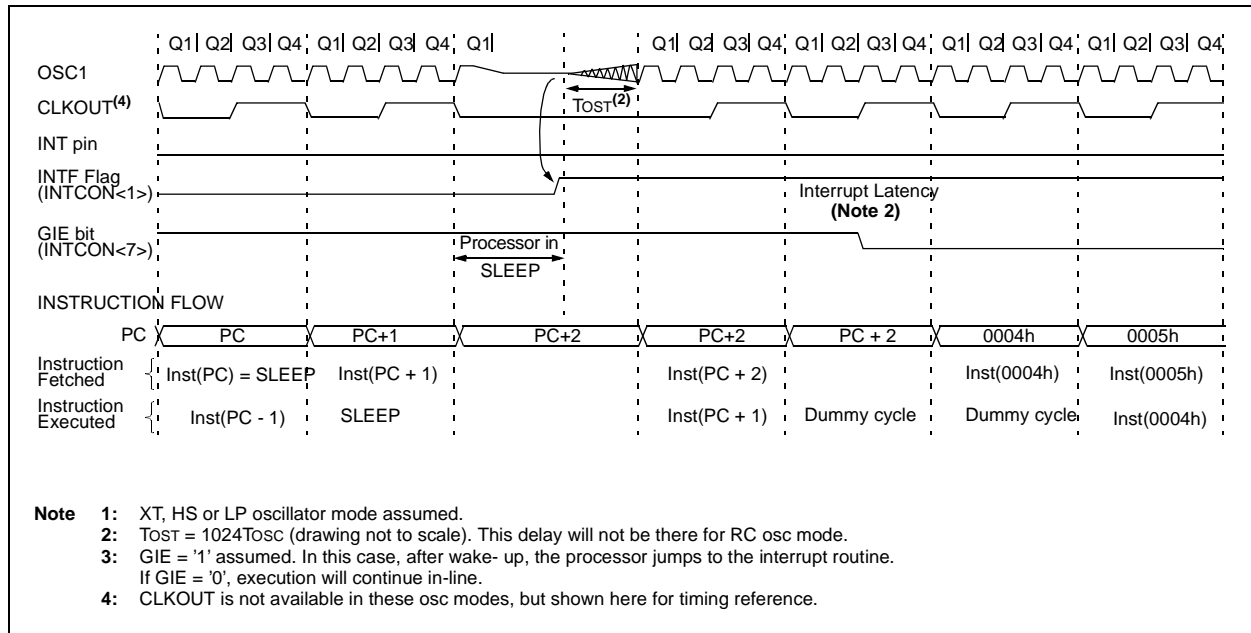 Q1 Q2 Q3 Q4 Q1 Q2 Q3 Q4 Q1 Q1 Q2 Q3 Q4 Q1 Q2 Q3 Q4 Q1 Q2 Q3 Q4 Q1 Q2 Q3 Q4
OSC1
CLKOUT(4)
TOST(2)
INT pin
INTF Flag
(INTCON<1>)
Interrupt Latency
(Note 2)
GIE bit
(INTCON<7>)
Processor in
SLEEP
INSTRUCTION FLOW
PC PC PC+1 PC+2 PC+2 PC + 2 0004h 0005h
Instruction
Fetched
Inst(PC) = SLEEP Inst(PC + 1) Inst(PC + 2) Inst(0004h) Inst(0005h)
Instruction
Executed
Inst(PC - 1) SLEEP Inst(PC + 1) Dummy cycle Dummy cycle Inst(0004h)
Note 1: XT, HS or LP oscillator mode assumed.
2: TOST = 1024TOSC (drawing not to scale). This delay will not be there for RC osc mode.
3: GIE = '1' assumed. In this case, after wake- up, the processor jumps to the interrupt routine.
If GIE = '0', execution will continue in-line.
4: CLKOUT is not available in these osc modes, but shown here for timing reference.